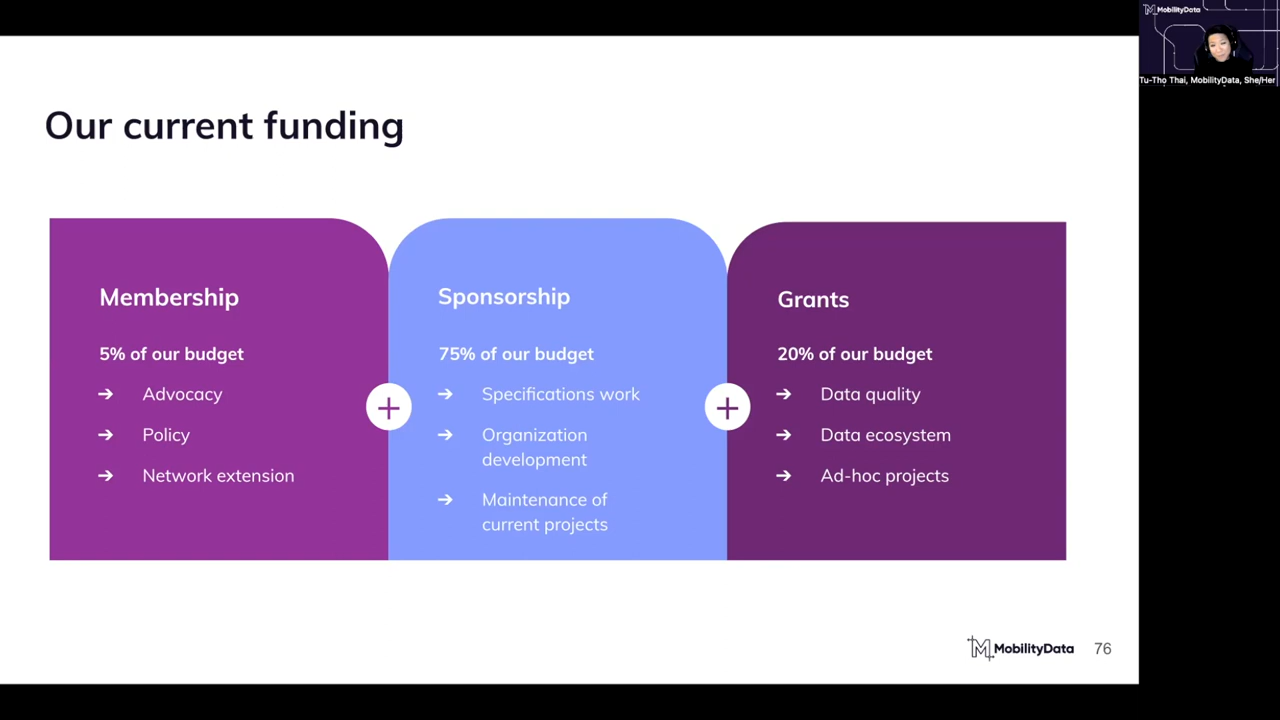 MobilityData
Tu-Tho Thai, MobilityData, She/Her
Our current funding
Membership
5% of our budget
➔ Advocacy
➔ Policy
➔ Network extension
+
Sponsorship
75% of our budget
➔ Specifications work
➔ Organization
development
➔ Maintenance of
current projects
+
Grants
20% of our budget
➔ Data quality
➔ Data ecosystem
➔ Ad-hoc projects
MobilityData 76